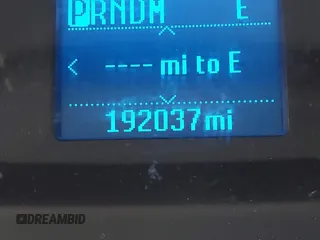 PRNDM E
< ---- mi to E
192037mi
DREAMBID